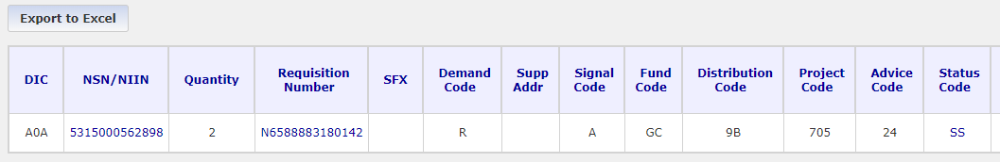 Export to Excel
DIC NSN/NIIN Quantity Requisition Number SFX Demand Code Supp Addr Signal Code Fund Code Distribution Code Project Code Advice Code Status Code
A0A 5315000562898 2 N6588883180142 R A GC 9B 705 24 SS